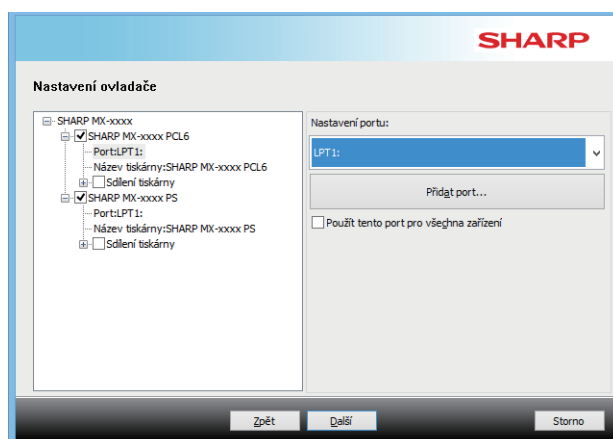 SHARP
Nastavení ovladače
SHARP MX-xxxx
SHARP MX-xxxx PCL6
Port:LPT1:
Název tiskárny:SHARP MX-xxxx PCL6
Sdílení tiskárny
SHARP MX-xxxx PS
Port:LPT1:
Název tiskárny:SHARP MX-xxxx PS
Sdílení tiskárny
Nastavení portu:
LPT1:
Přidat port...
Použít tento port pro všechna zařízení
Zpět
Další
Storno